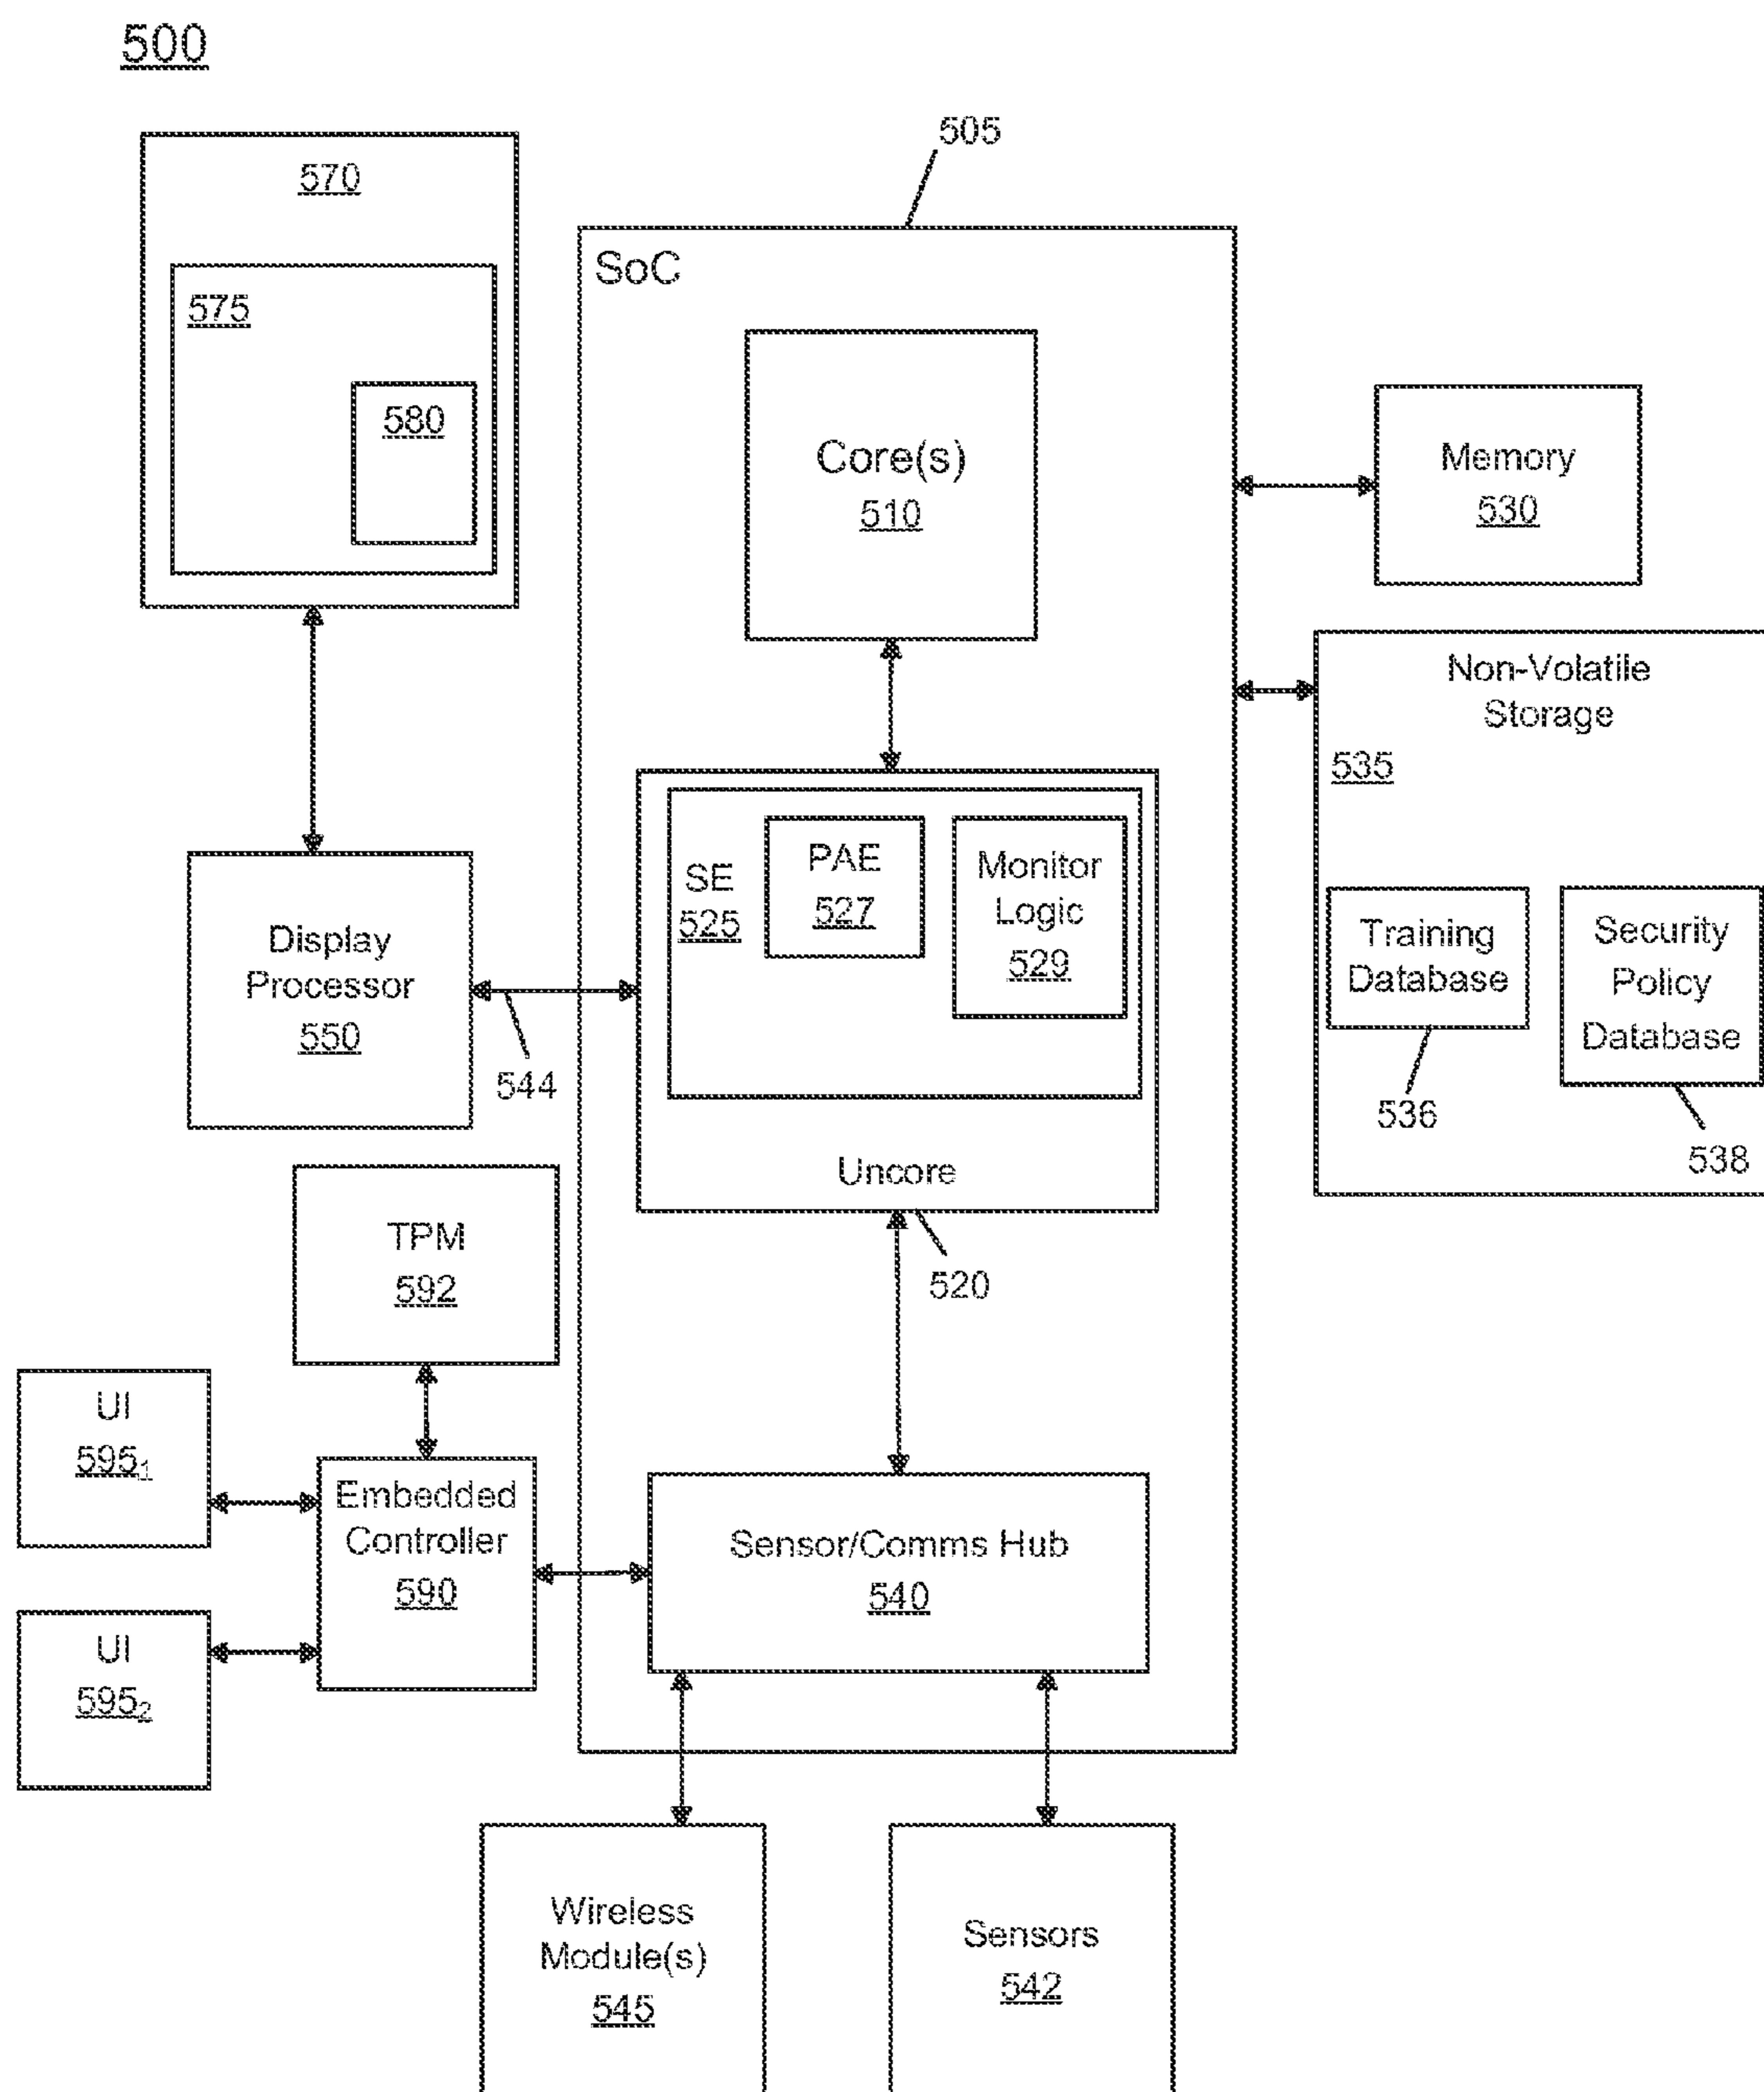 500
505
570
575
580
SoC
Core(s)
510
Memory
530
Non-Volatile
Storage
535
Training
Database
536
Security
Policy
Database
538
SE
525
PAE
527
Monitor
Logic
529
Uncore
520
Display
Processor
550
544
TPM
592
UI
595₁
UI
595₂
Embedded
Controller
590
Sensor/Comms Hub
540
Wireless
Module(s)
545
Sensors
542